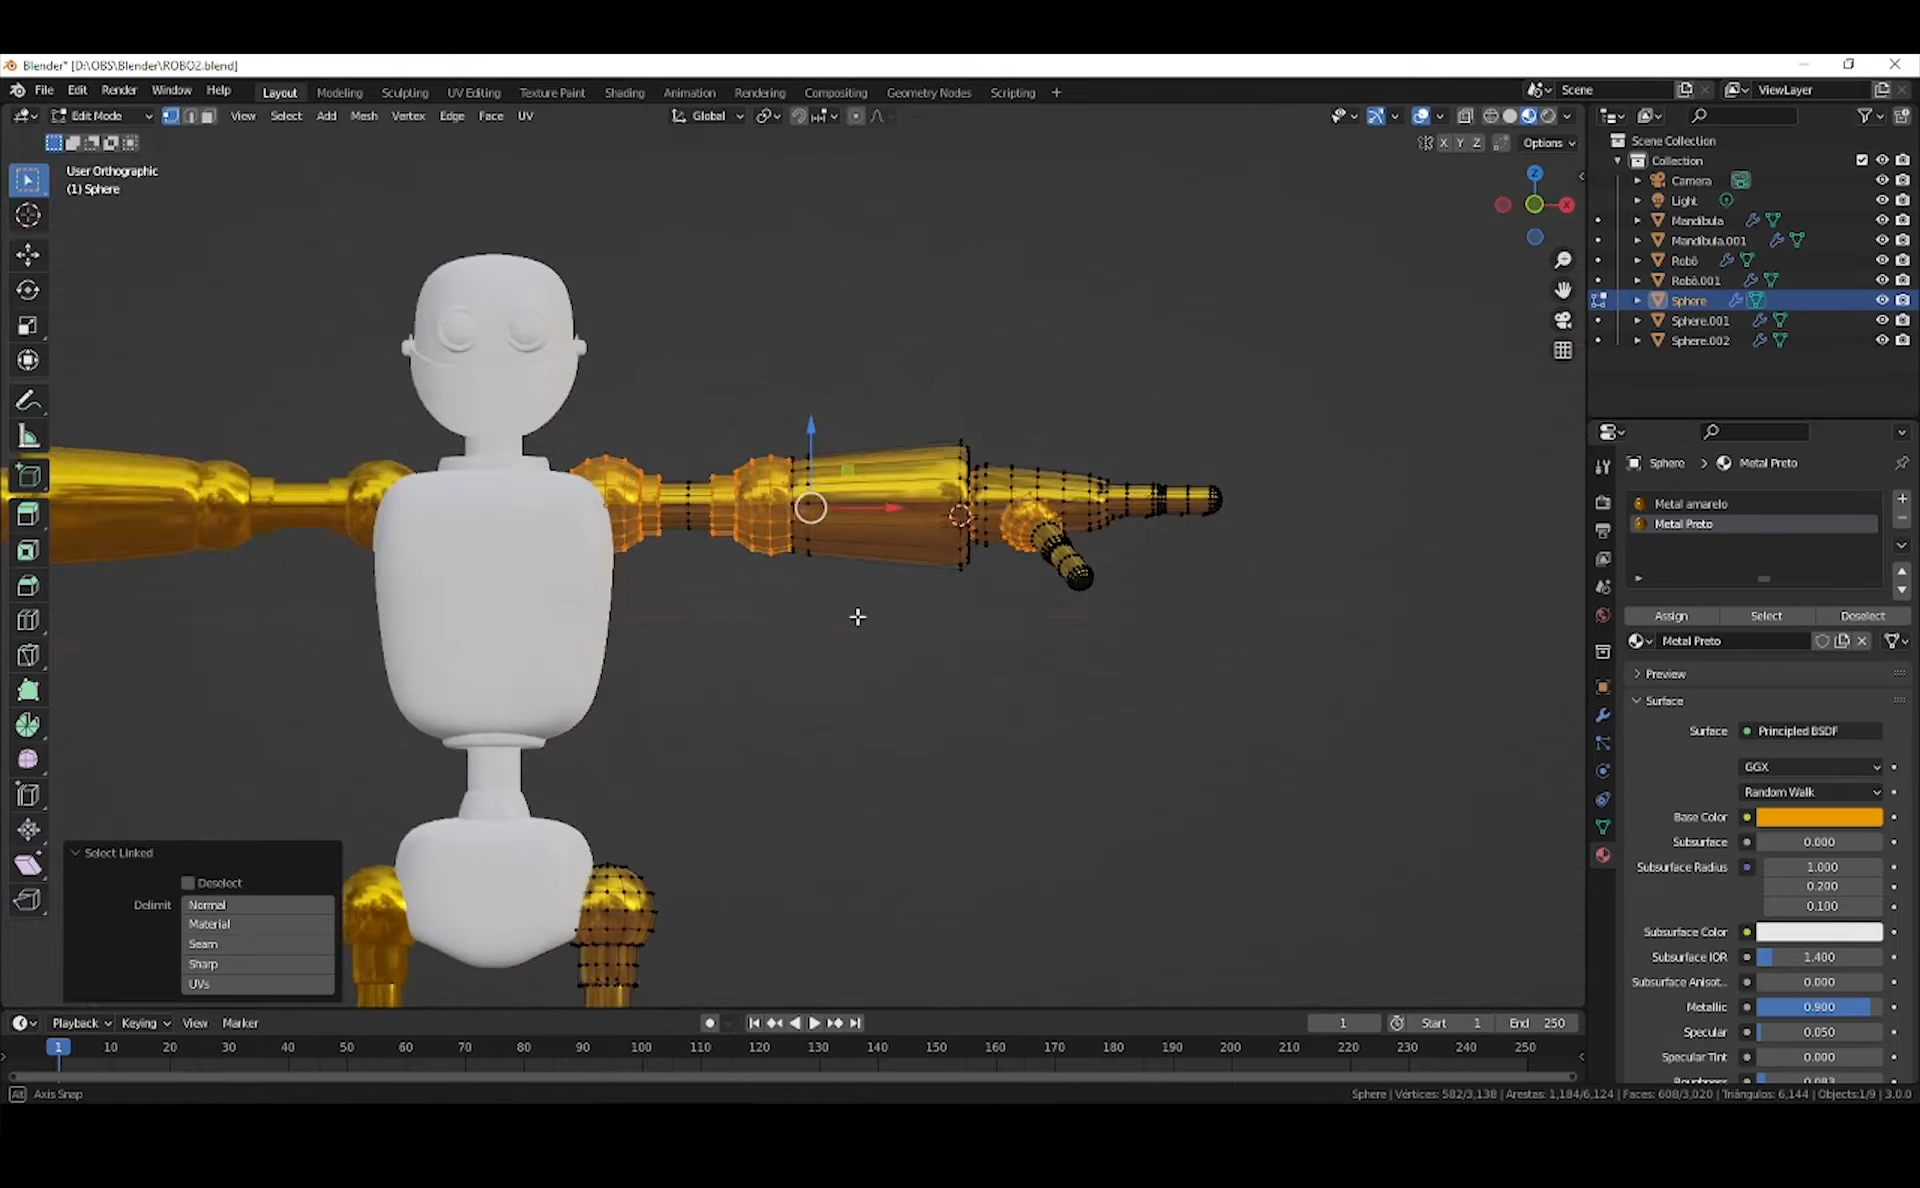 Blender* [D:\OBS\Blender\ROBO2.blend]
File Edit Render Window Help Layout Modeling Sculpting UV Editing Texture Paint Shading Animation Rendering Compositing Geometry Nodes Scripting + Scene ViewLayer
Edit Mode View Select Add Mesh Vertex Edge Face UV Global
X Y Z Options
User Orthographic
(1) Sphere
Z
X
Scene Collection
Collection
Camera
Light
Mandibula
Mandibula.001
Robô
Robô.001
Sphere
Sphere.001
Sphere.002
Sphere > Metal Preto
Metal amarelo
Metal Preto
Assign Select Deselect
Metal Preto
Preview
Surface
Surface Principled BSDF
GGX
Random Walk
Base Color
Subsurface 0.000
Subsurface Radius 1.000
0.200
0.100
Subsurface Color
Subsurface IOR 1.400
Subsurface Anisot... 0.000
Metallic 0.900
Specular 0.050
Specular Tint 0.000
Roughness 0.083
Select Linked
Deselect
Delimit Normal
Material
Seam
Sharp
UVs
Playback Keying View Marker 1 Start 1 End 250
1 10 20 30 40 50 60 70 80 90 100 110 120 130 140 150 160 170 180 190 200 210 220 230 240 250
Alt Axis Snap
Sphere | Vértices: 582/3,138 | Arestas: 1,184/6,124 | Faces: 608/3,020 | Triângulos: 6,144 | Objects:1/9 | 3.0.0